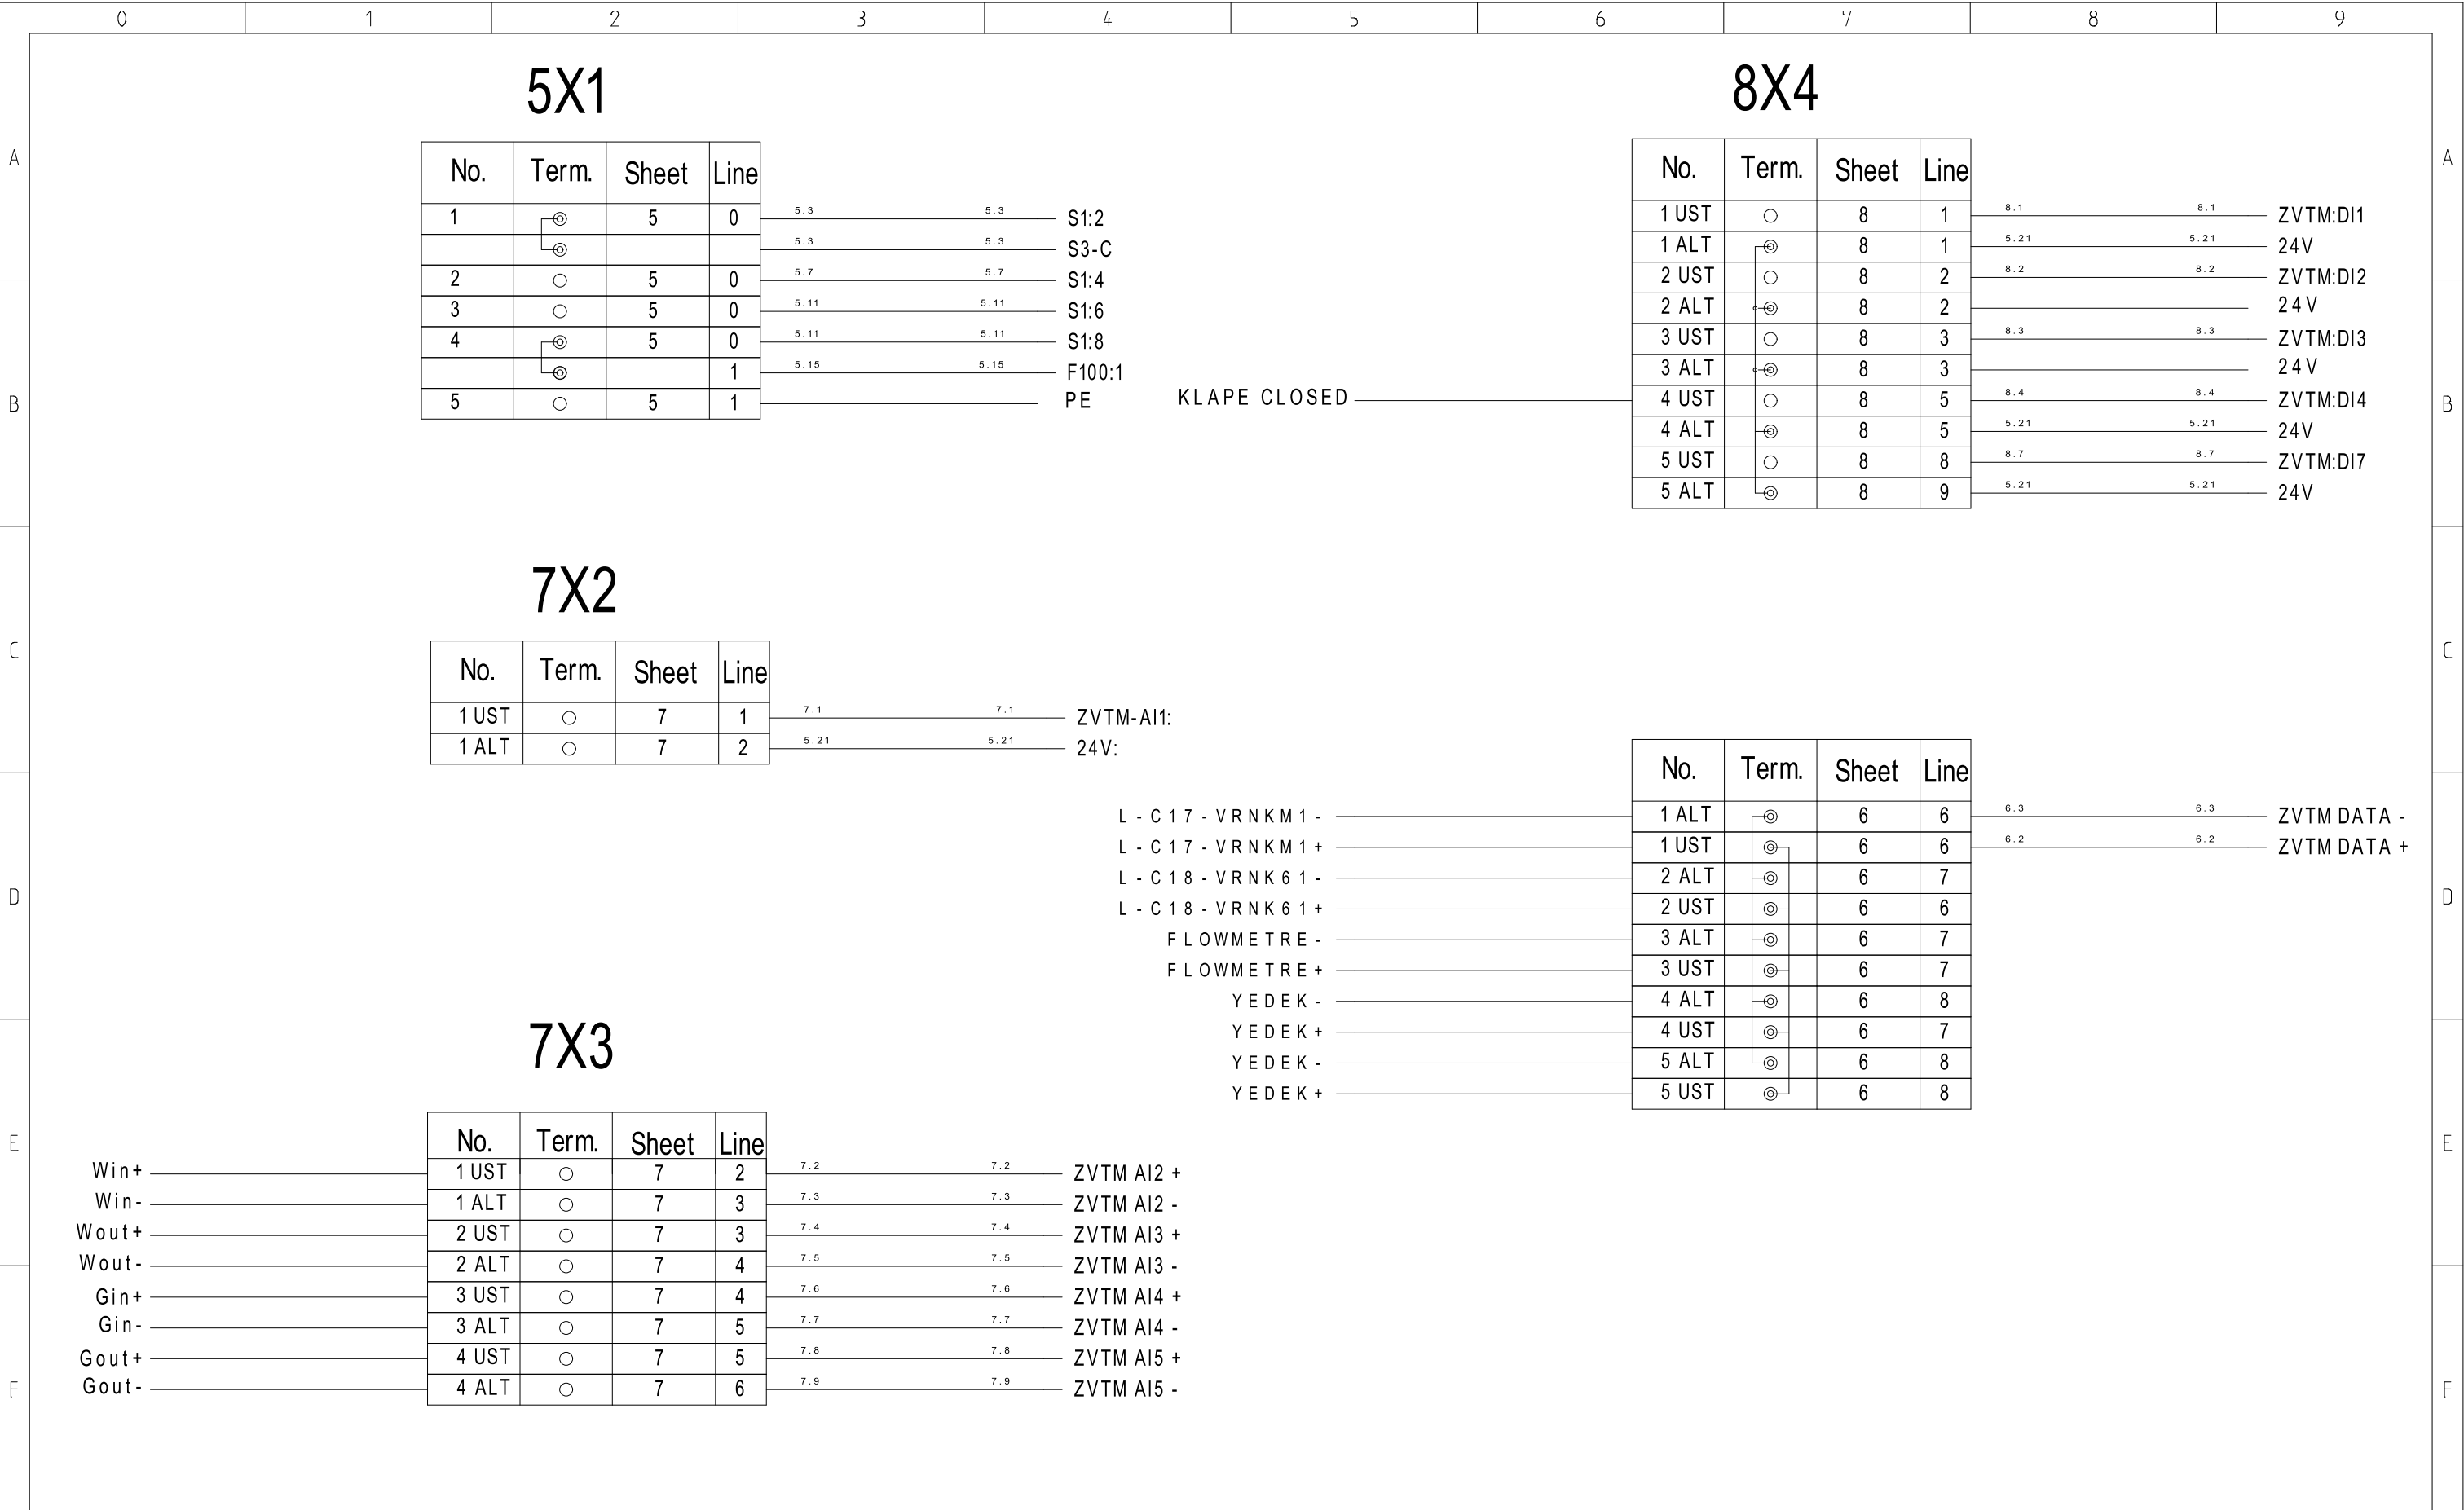 0 1 2 3 4 5 6 7 8 9
A A
B B
C C
D D
E E
F F
5X1
No. Term. Sheet Line
1 5 0 5.3 5.3 S1:2
5.3 5.3 S3-C
2 5 0 5.7 5.7 S1:4
3 5 0 5.11 5.11 S1:6
4 5 0 5.11 5.11 S1:8
1 5.15 5.15 F100:1
5 5 1 PE
8X4
No. Term. Sheet Line
1 UST 8 1 8.1 8.1 ZVTM:DI1
1 ALT 8 1 5.21 5.21 24V
2 UST 8 2 8.2 8.2 ZVTM:DI2
2 ALT 8 2 24V
3 UST 8 3 8.3 8.3 ZVTM:DI3
3 ALT 8 3 24V
KLAPE CLOSED 4 UST 8 5 8.4 8.4 ZVTM:DI4
4 ALT 8 5 5.21 5.21 24V
5 UST 8 8 8.7 8.7 ZVTM:DI7
5 ALT 8 9 5.21 5.21 24V
7X2
No. Term. Sheet Line
1 UST 7 1 7.1 7.1 ZVTM-AI1:
1 ALT 7 2 5.21 5.21 24V:
No. Term. Sheet Line
L-C17-VRNKM1- 1 ALT 6 6 6.3 6.3 ZVTM DATA -
L-C17-VRNKM1+ 1 UST 6 6 6.2 6.2 ZVTM DATA +
L-C18-VRNK61- 2 ALT 6 7
L-C18-VRNK61+ 2 UST 6 6
FLOWMETRE- 3 ALT 6 7
FLOWMETRE+ 3 UST 6 7
YEDEK- 4 ALT 6 8
YEDEK+ 4 UST 6 7
YEDEK- 5 ALT 6 8
YEDEK+ 5 UST 6 8
7X3
No. Term. Sheet Line
Win+ 1 UST 7 2 7.2 7.2 ZVTM AI2 +
Win- 1 ALT 7 3 7.3 7.3 ZVTM AI2 -
Wout+ 2 UST 7 3 7.4 7.4 ZVTM AI3 +
Wout- 2 ALT 7 4 7.5 7.5 ZVTM AI3 -
Gin+ 3 UST 7 4 7.6 7.6 ZVTM AI4 +
Gin- 3 ALT 7 5 7.7 7.7 ZVTM AI4 -
Gout+ 4 UST 7 5 7.8 7.8 ZVTM AI5 +
Gout- 4 ALT 7 6 7.9 7.9 ZVTM AI5 -